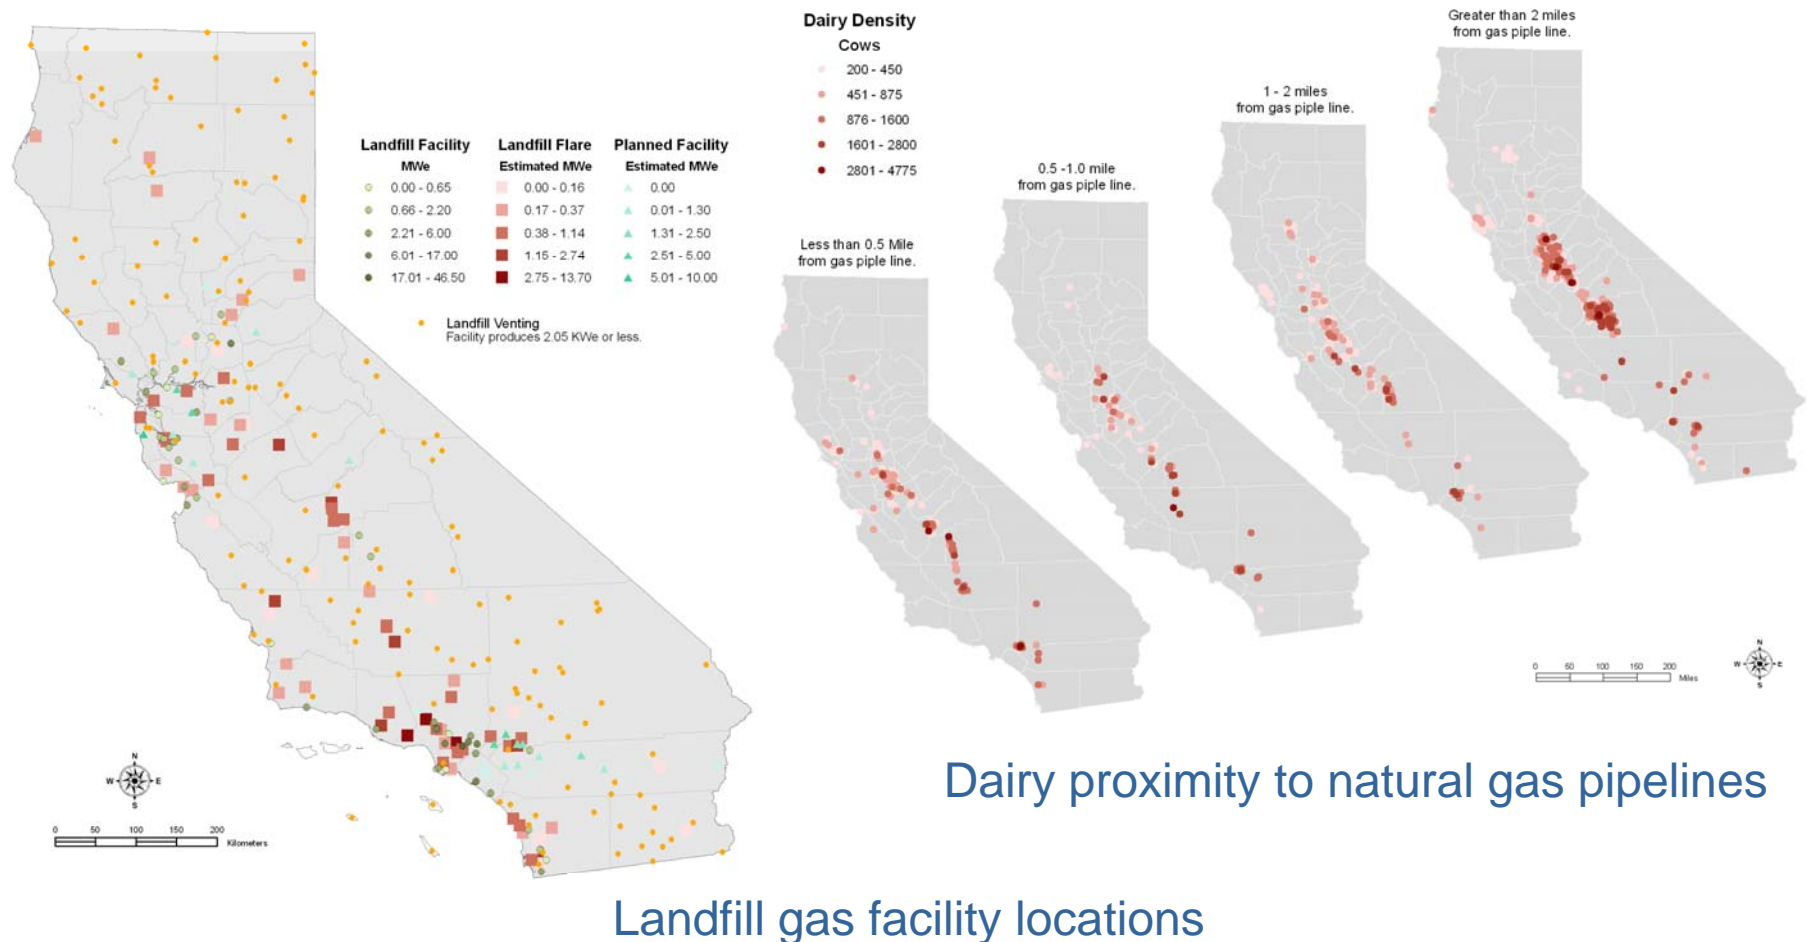 Dairy Density
Cows
200 - 450
451 - 875
876 - 1600
1601 - 2800
2801 - 4775
Greater than 2 miles
from gas piple line.
1 - 2 miles
from gas piple line.
0.5 -1.0 mile
from gas piple line.
Less than 0.5 Mile
from gas piple line.
Landfill Facility Landfill Flare Planned Facility
MWe Estimated MWe Estimated MWe
0.00 - 0.65 0.00 - 0.16 0.00
0.66 - 2.20 0.17 - 0.37 0.01 - 1.30
2.21 - 6.00 0.38 - 1.14 1.31 - 2.50
6.01 - 17.00 1.15 - 2.74 2.51 - 5.00
17.01 - 46.50 2.75 - 13.70 5.01 - 10.00
Landfill Venting
Facility produces 2.05 KWe or less.
N
W E
S
0 50 100 150 200
Miles
N
W E
S
0 50 100 150 200
Kilometers
Dairy proximity to natural gas pipelines
Landfill gas facility locations